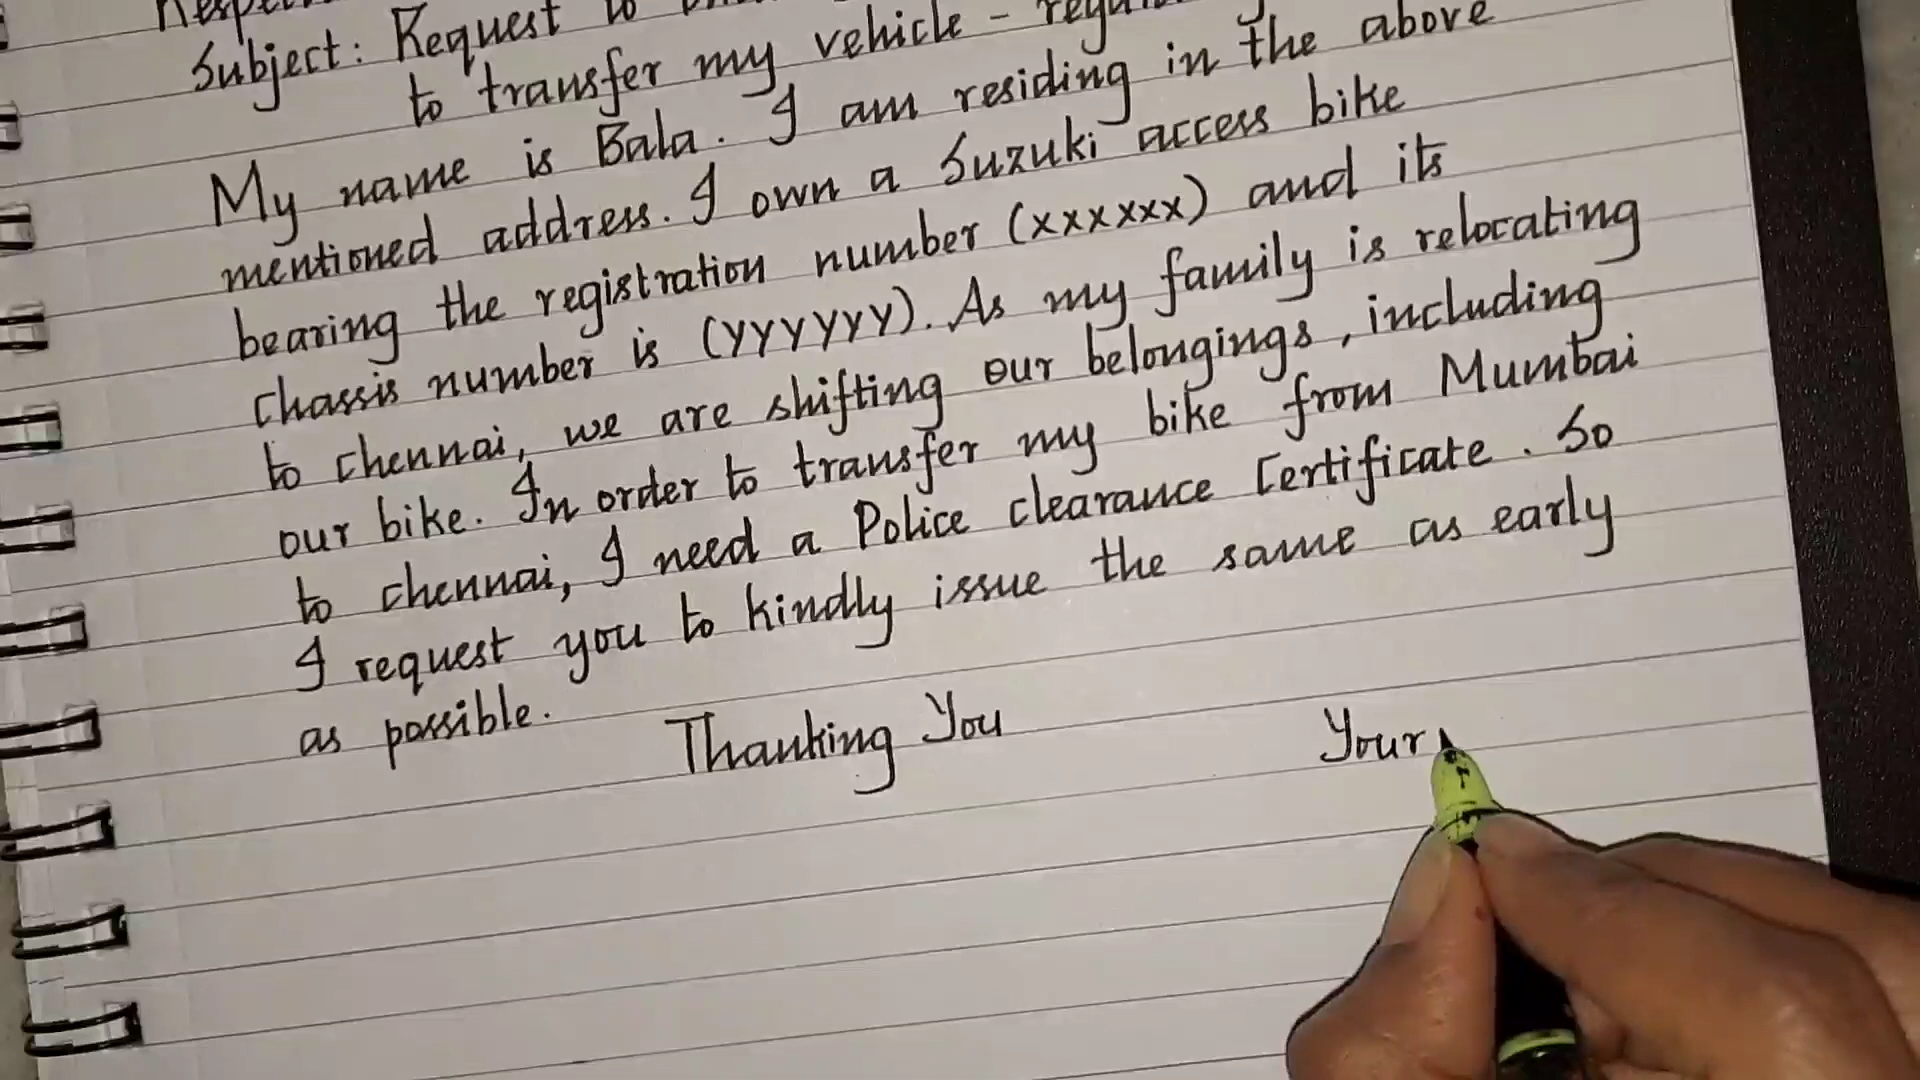 Subject: Request to
to transfer my vehicle -
My name is Bala. I am residing in the above
mentioned address. I own a Suzuki access bike
bearing the registration number (xxxxxx) and its
chassis number is (YYYYYY). As my family is relocating
to chennai, we are shifting our belongings, including
our bike. In order to transfer my bike from Mumbai
to chennai, I need a Police clearance Certificate. So
I request you to kindly issue the same as early
as possible.
Thanking You
Your